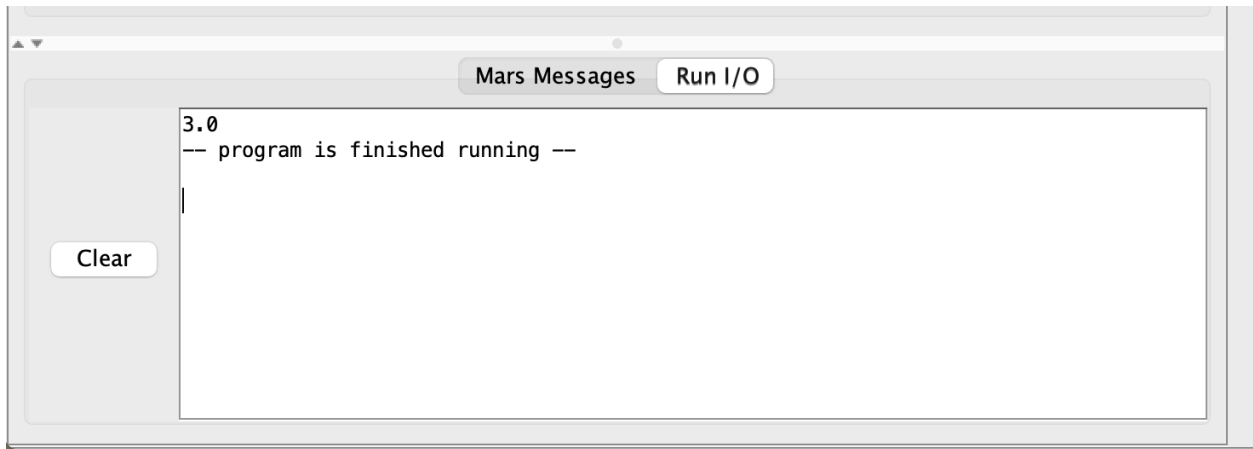 Mars Messages
Run I/O
3.0
-- program is finished running --
Clear